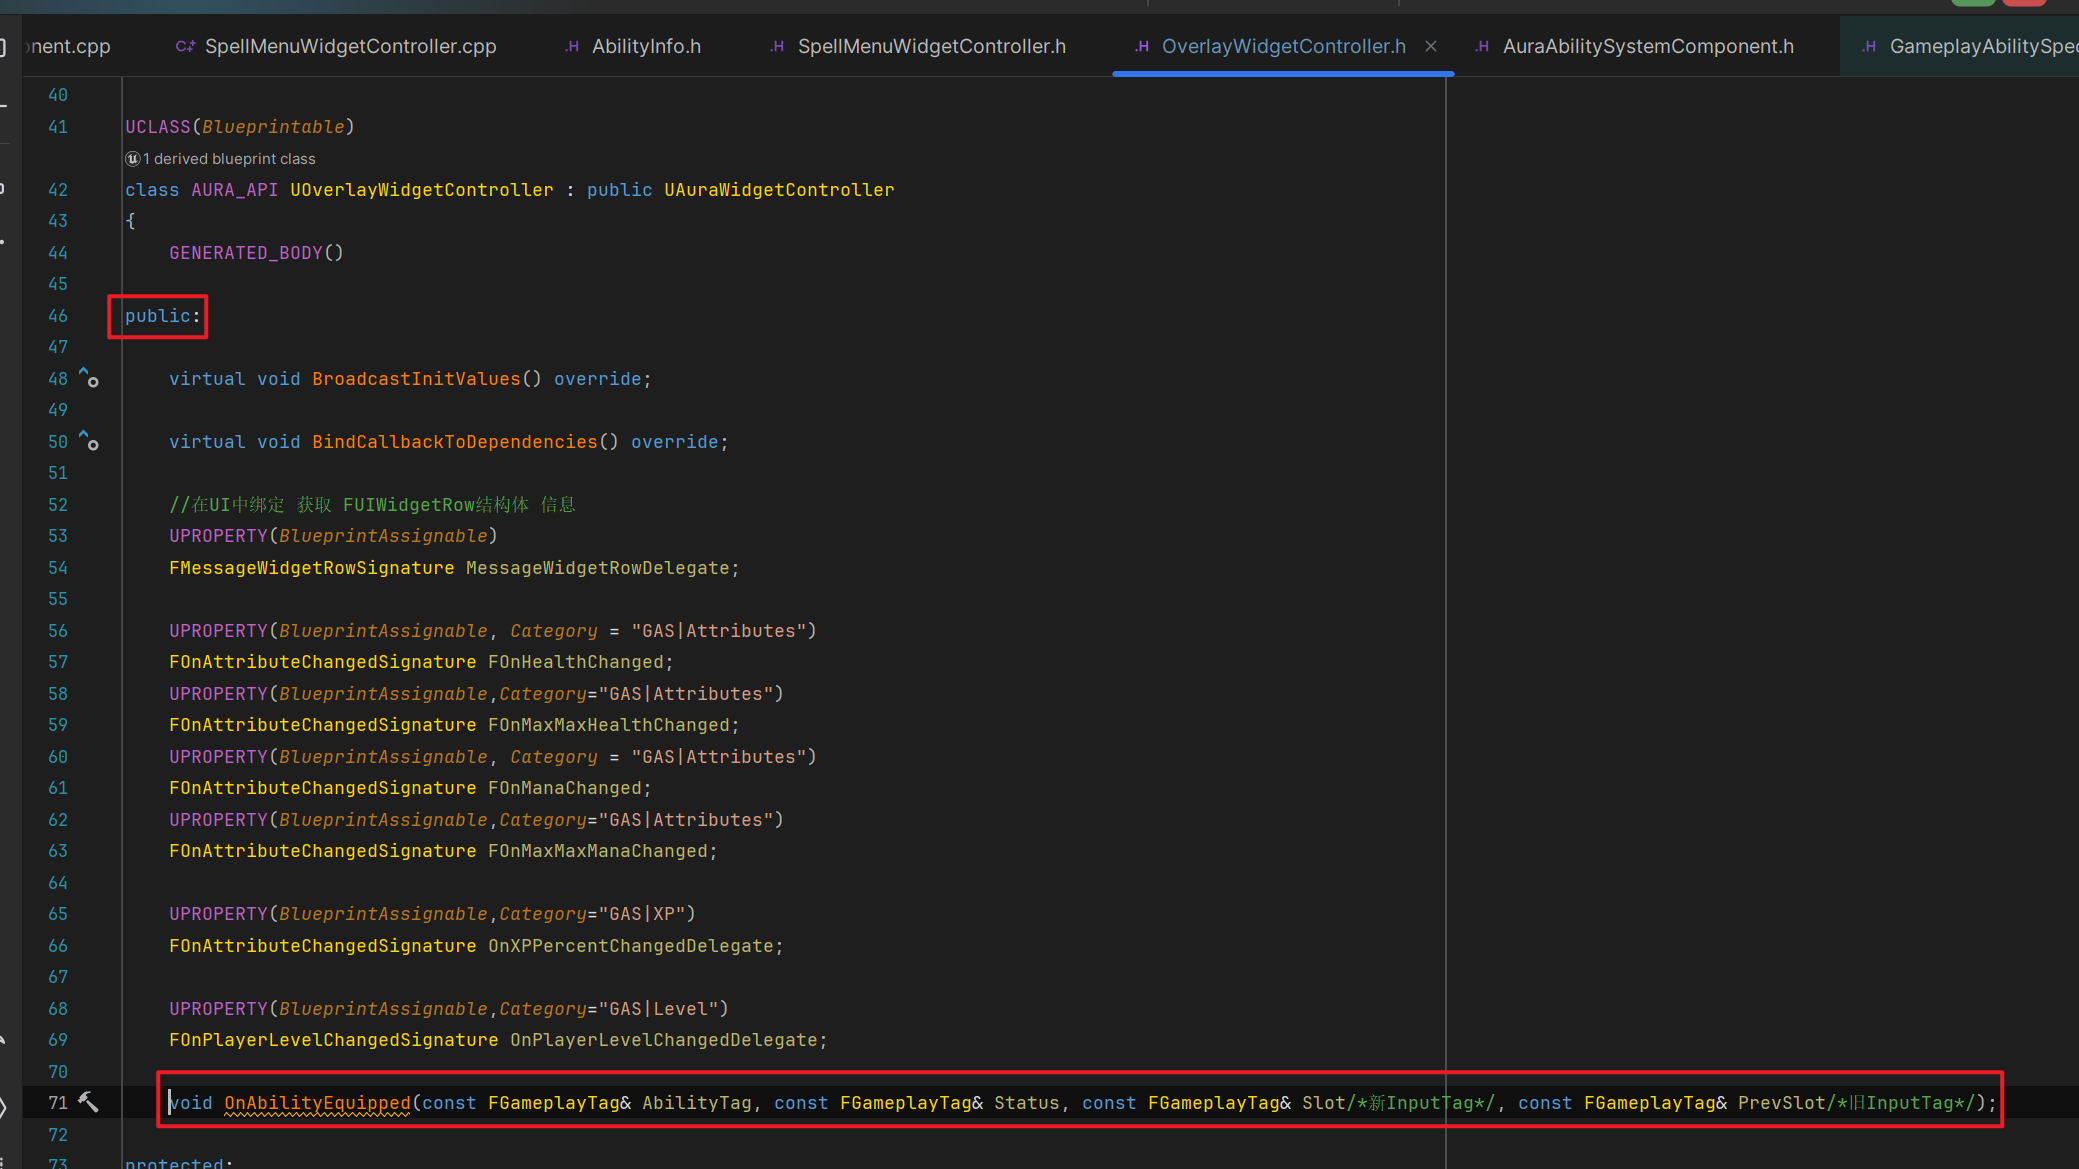 nent.cpp SpellMenuWidgetController.cpp .H AbilityInfo.h .H SpellMenuWidgetController.h .H OverlayWidgetController.h .H AuraAbilitySystemComponent.h .H GameplayAbilitySpec
40
41 UCLASS(Blueprintable)
1 derived blueprint class
42 class AURA_API UOverlayWidgetController : public UAuraWidgetController
43 {
44 GENERATED_BODY()
45
46 public:
47
48 virtual void BroadcastInitValues() override;
49
50 virtual void BindCallbackToDependencies() override;
51
52 //在UI中绑定 获取 FUIWidgetRow结构体 信息
53 UPROPERTY(BlueprintAssignable)
54 FMessageWidgetRowSignature MessageWidgetRowDelegate;
55
56 UPROPERTY(BlueprintAssignable, Category = "GAS|Attributes")
57 FOnAttributeChangedSignature FOnHealthChanged;
58 UPROPERTY(BlueprintAssignable,Category="GAS|Attributes")
59 FOnAttributeChangedSignature FOnMaxMaxHealthChanged;
60 UPROPERTY(BlueprintAssignable, Category = "GAS|Attributes")
61 FOnAttributeChangedSignature FOnManaChanged;
62 UPROPERTY(BlueprintAssignable,Category="GAS|Attributes")
63 FOnAttributeChangedSignature FOnMaxMaxManaChanged;
64
65 UPROPERTY(BlueprintAssignable,Category="GAS|XP")
66 FOnAttributeChangedSignature OnXPPercentChangedDelegate;
67
68 UPROPERTY(BlueprintAssignable,Category="GAS|Level")
69 FOnPlayerLevelChangedSignature OnPlayerLevelChangedDelegate;
70
71 void OnAbilityEquipped(const FGameplayTag& AbilityTag, const FGameplayTag& Status, const FGameplayTag& Slot/*新InputTag*/, const FGameplayTag& PrevSlot/*旧InputTag*/);
72
73 protected: